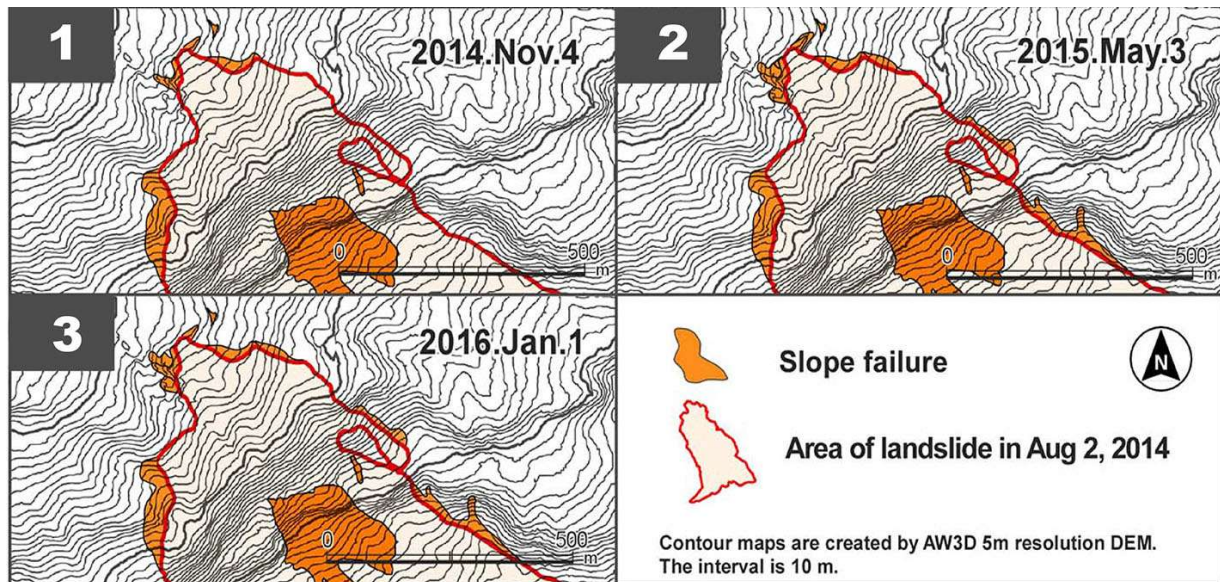 1
2014.Nov.4
0
500
m
2
2015.May.3
0
500
m
3
2016.Jan.1
0
500
m
Slope failure
N
Area of landslide in Aug 2, 2014
Contour maps are created by AW3D 5m resolution DEM.
The interval is 10 m.